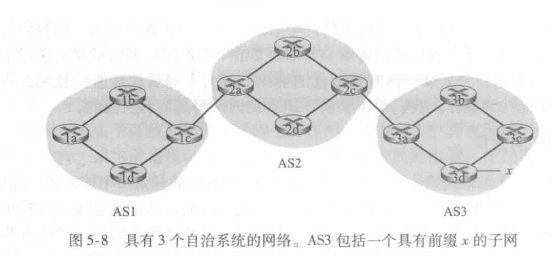 2b
1b
2a
2c
3b
1a
1c
2d
3a
3c
1d
3d
x
AS2
AS1
AS3
图 5-8 具有 3 个自治系统的网络。AS3 包括一个具有前缀 x 的子网